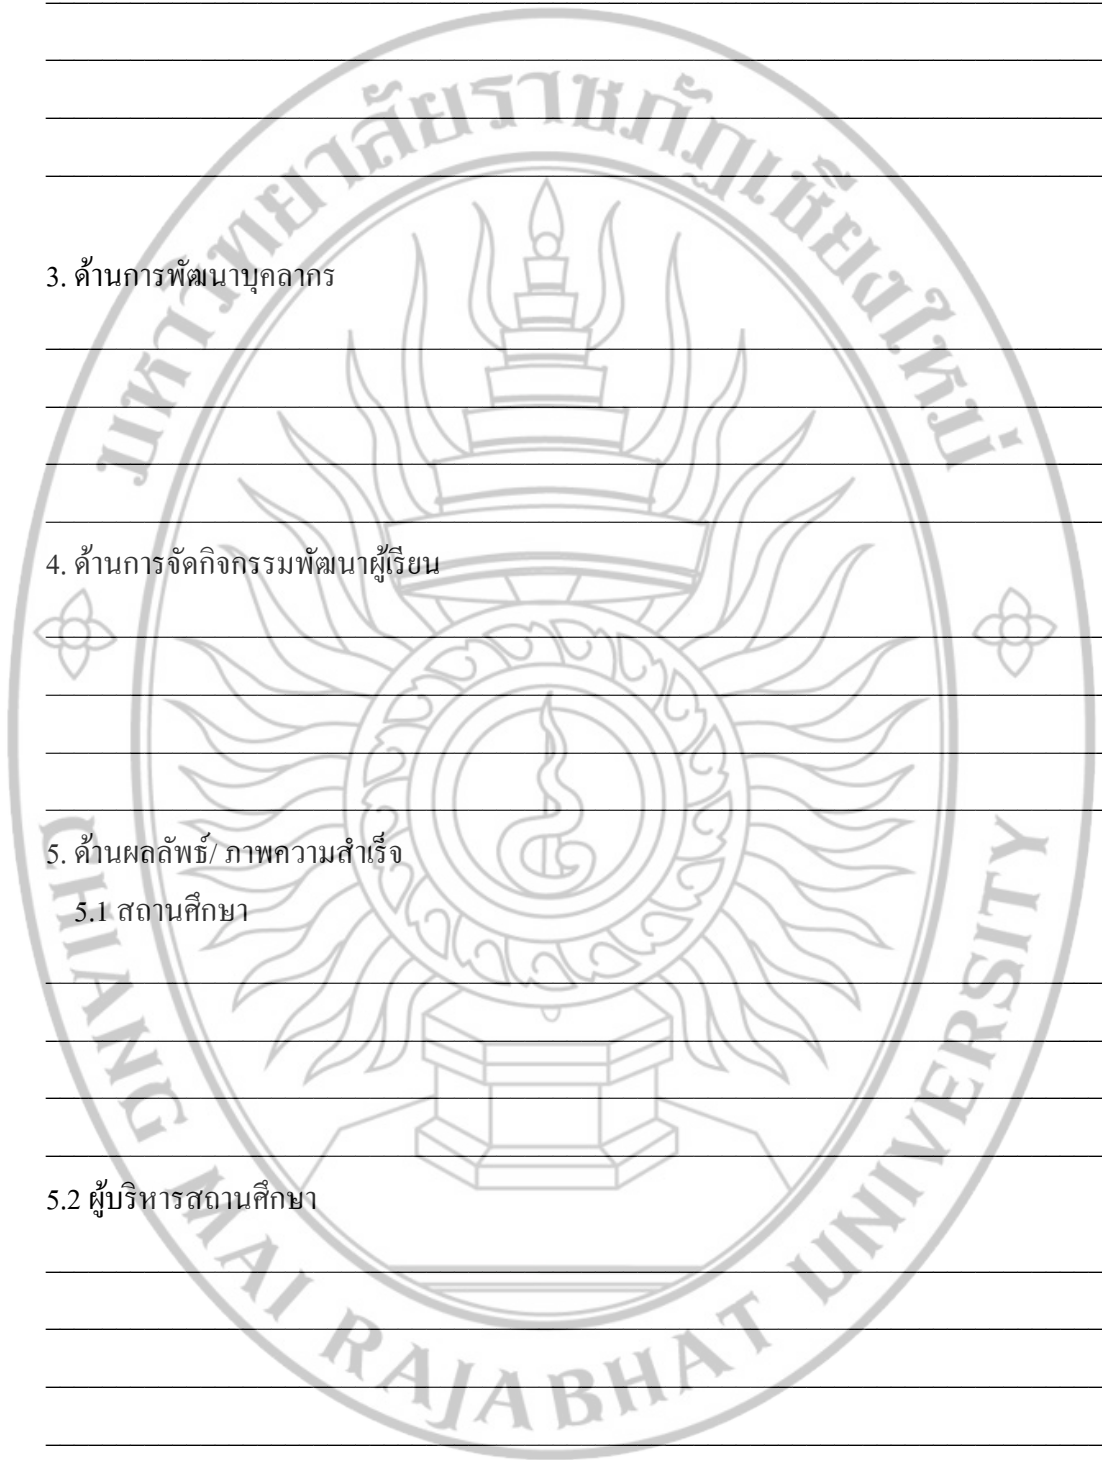 มหาวิทยาลัยราชภัฏเชียงใหม่
3. ด้านการพัฒนาบุคลากร
4. ด้านการจัดกิจกรรมพัฒนาผู้เรียน
5. ด้านผลลัพธ์/ ภาพความสำเร็จ
5.1 สถานศึกษา
5.2 ผู้บริหารสถานศึกษา
CHIANG MAI RAJABHAT UNIVERSITY